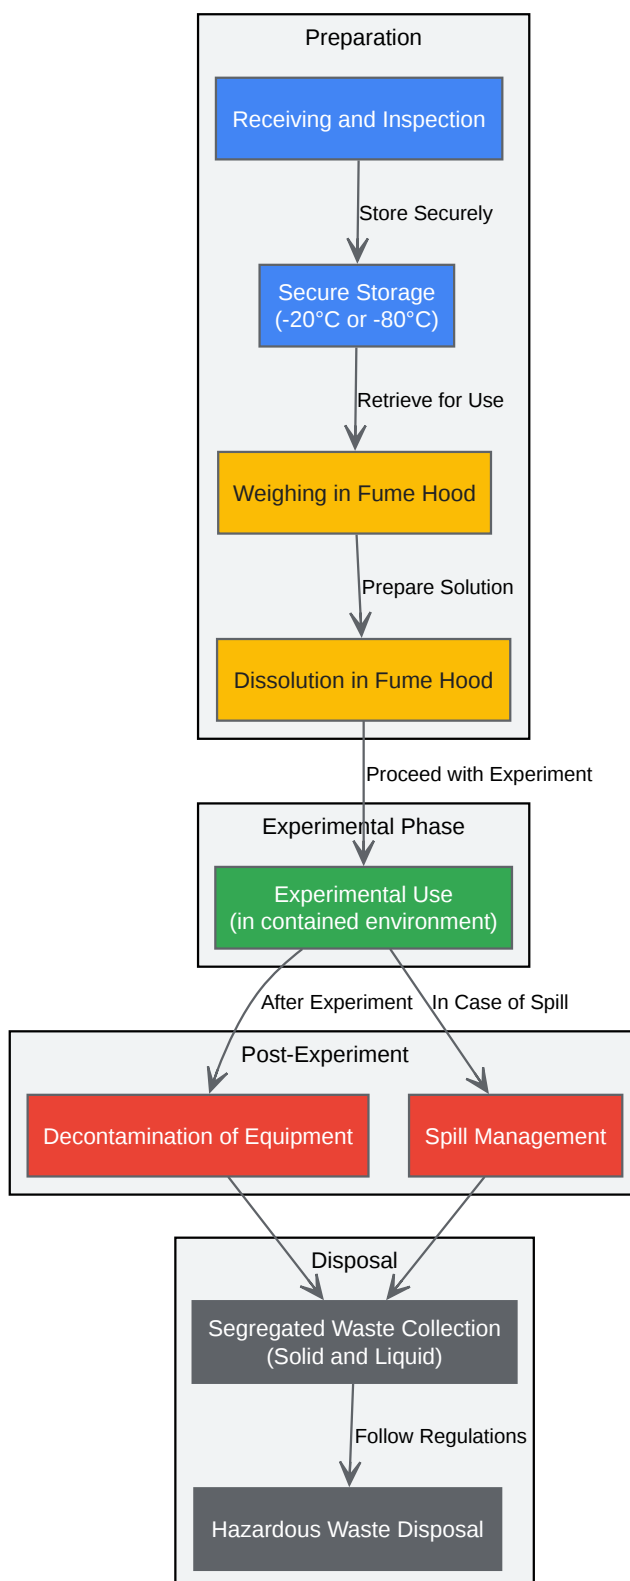 Preparation
Receiving and Inspection
Store Securely
Secure Storage
(-20°C or -80°C)
Retrieve for Use
Weighing in Fume Hood
Prepare Solution
Dissolution in Fume Hood
Proceed with Experiment
Experimental Phase
Experimental Use
(in contained environment)
After Experiment
In Case of Spill
Post-Experiment
Decontamination of Equipment
Spill Management
Disposal
Segregated Waste Collection
(Solid and Liquid)
Follow Regulations
Hazardous Waste Disposal